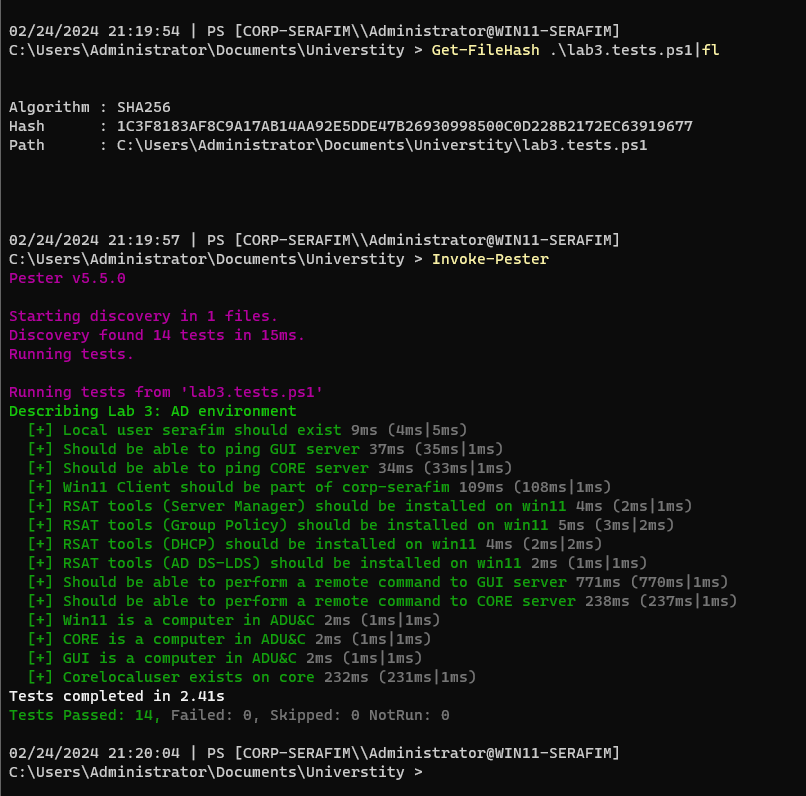 02/24/2024 21:19:54 | PS [CORP-SERAFIM\\Administrator@WIN11-SERAFIM]
C:\Users\Administrator\Documents\Universtity > Get-FileHash .\lab3.tests.ps1|fl
Algorithm : SHA256
Hash      : 1C3F8183AF8C9A17AB14AA92E5DDE47B26930998500C0D228B2172EC63919677
Path      : C:\Users\Administrator\Documents\Universtity\lab3.tests.ps1
02/24/2024 21:19:57 | PS [CORP-SERAFIM\\Administrator@WIN11-SERAFIM]
C:\Users\Administrator\Documents\Universtity > Invoke-Pester
Pester v5.5.0
Starting discovery in 1 files.
Discovery found 14 tests in 15ms.
Running tests.
Running tests from 'lab3.tests.ps1'
Describing Lab 3: AD environment
  [+] Local user serafim should exist 9ms (4ms|5ms)
  [+] Should be able to ping GUI server 37ms (35ms|1ms)
  [+] Should be able to ping CORE server 34ms (33ms|1ms)
  [+] Win11 Client should be part of corp-serafim 109ms (108ms|1ms)
  [+] RSAT tools (Server Manager) should be installed on win11 4ms (2ms|1ms)
  [+] RSAT tools (Group Policy) should be installed on win11 5ms (3ms|2ms)
  [+] RSAT tools (DHCP) should be installed on win11 4ms (2ms|2ms)
  [+] RSAT tools (AD DS-LDS) should be installed on win11 2ms (1ms|1ms)
  [+] Should be able to perform a remote command to GUI server 771ms (770ms|1ms)
  [+] Should be able to perform a remote command to CORE server 238ms (237ms|1ms)
  [+] Win11 is a computer in ADU&C 2ms (1ms|1ms)
  [+] CORE is a computer in ADU&C 2ms (1ms|1ms)
  [+] GUI is a computer in ADU&C 2ms (1ms|1ms)
  [+] Corelocaluser exists on core 232ms (231ms|1ms)
Tests completed in 2.41s
Tests Passed: 14, Failed: 0, Skipped: 0 NotRun: 0
02/24/2024 21:20:04 | PS [CORP-SERAFIM\\Administrator@WIN11-SERAFIM]
C:\Users\Administrator\Documents\Universtity >